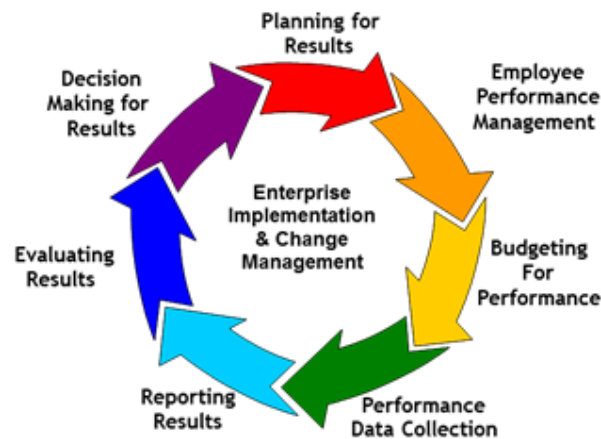 Planning for
Results
Employee
Performance
Management
Budgeting
For
Performance
Performance
Data Collection
Reporting
Results
Evaluating
Results
Decision
Making for
Results
Enterprise
Implementation
& Change
Management